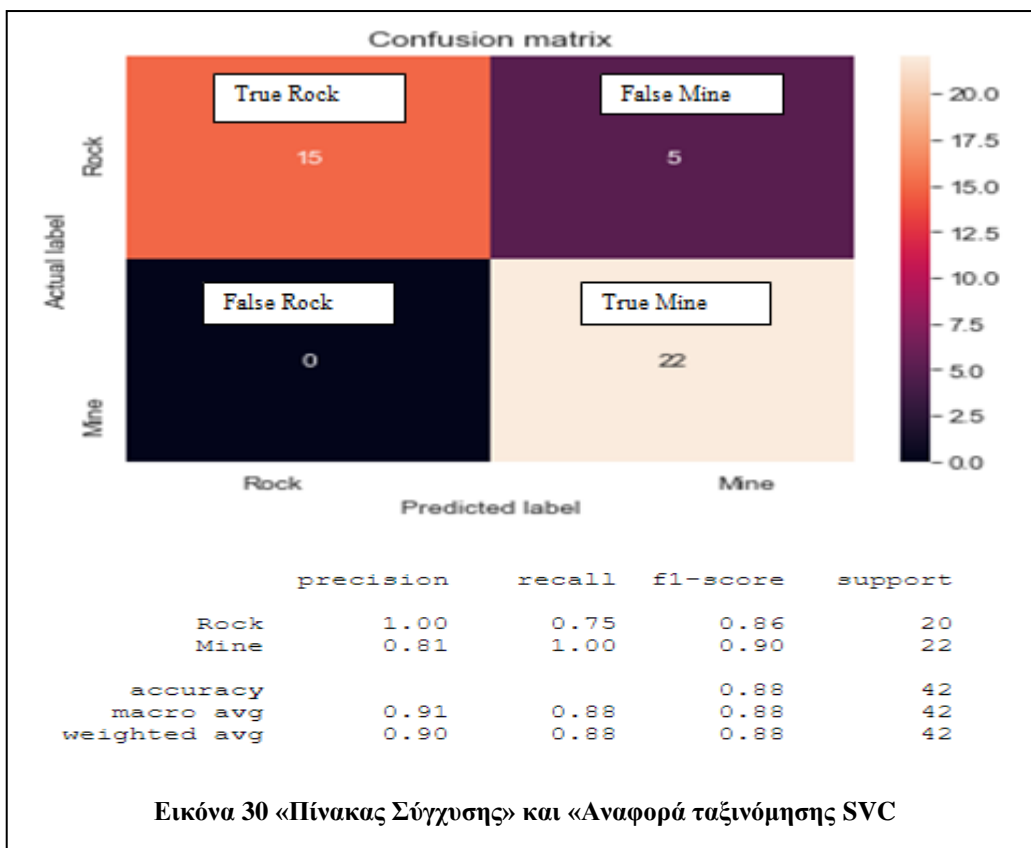 Confusion matrix
True Rock
False Mine
15
5
False Rock
True Mine
0
22
Rock
Mine
Actual label
Rock
Mine
Predicted label
20.0
17.5
15.0
12.5
10.0
7.5
5.0
2.5
0.0
precision recall f1-score support
Rock 1.00 0.75 0.86 20
Mine 0.81 1.00 0.90 22
accuracy 0.88 42
macro avg 0.91 0.88 0.88 42
weighted avg 0.90 0.88 0.88 42
Εικόνα 30 «Πίνακας Σύγχυσης» και «Αναφορά ταξινόμησης SVC